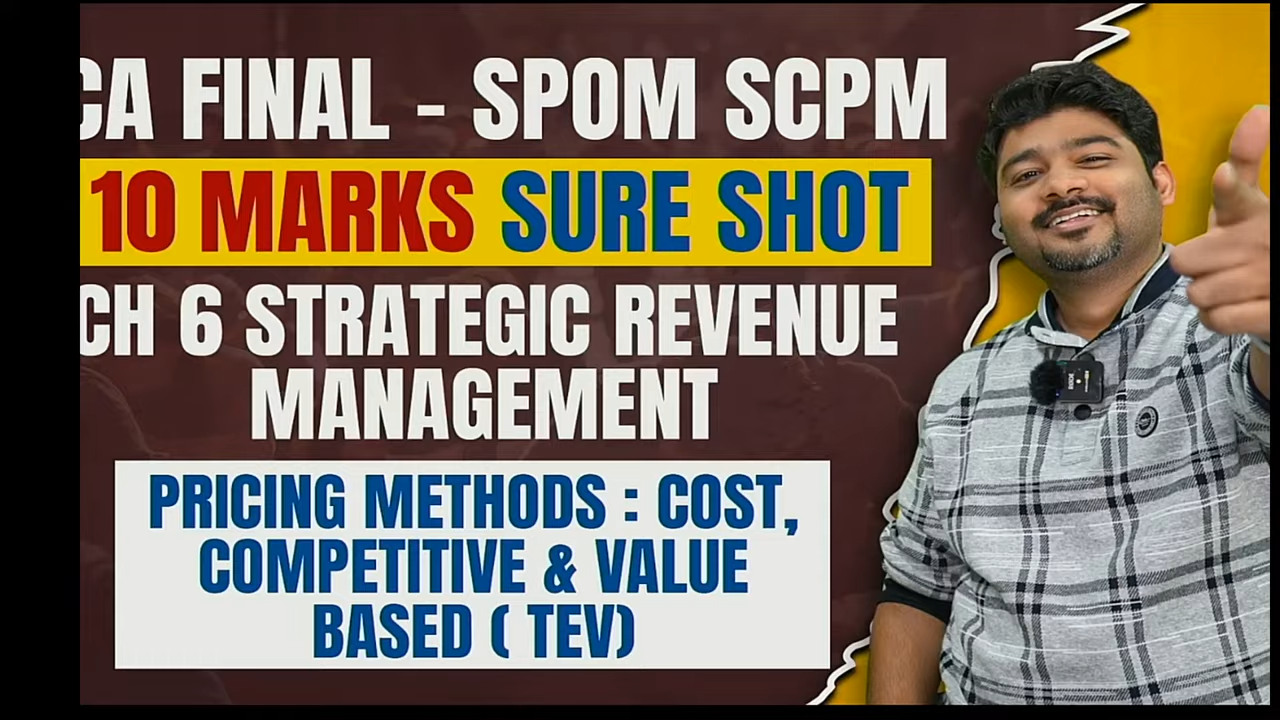 CA FINAL - SPOM SCPM
10 MARKS SURE SHOT
CH 6 STRATEGIC REVENUE
MANAGEMENT
PRICING METHODS : COST,
COMPETITIVE & VALUE
BASED ( TEV)